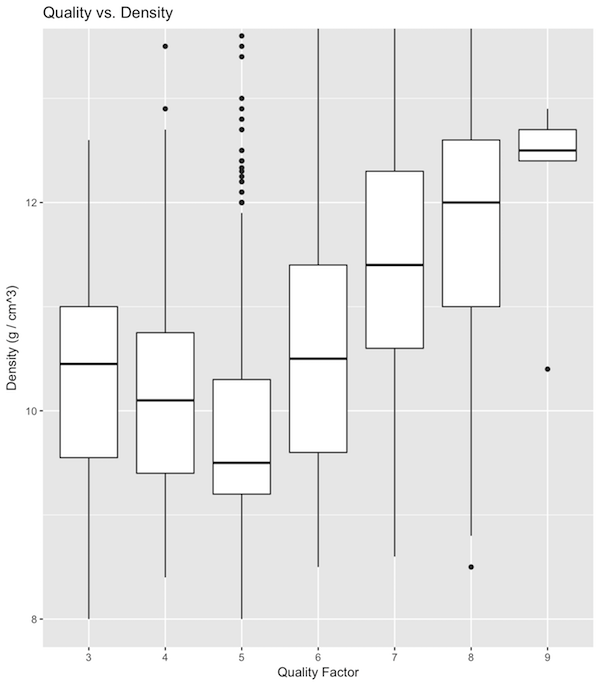 Quality vs. Density
Density (g / cm^3)
12
10
8
3 4 5 6 7 8 9
Quality Factor